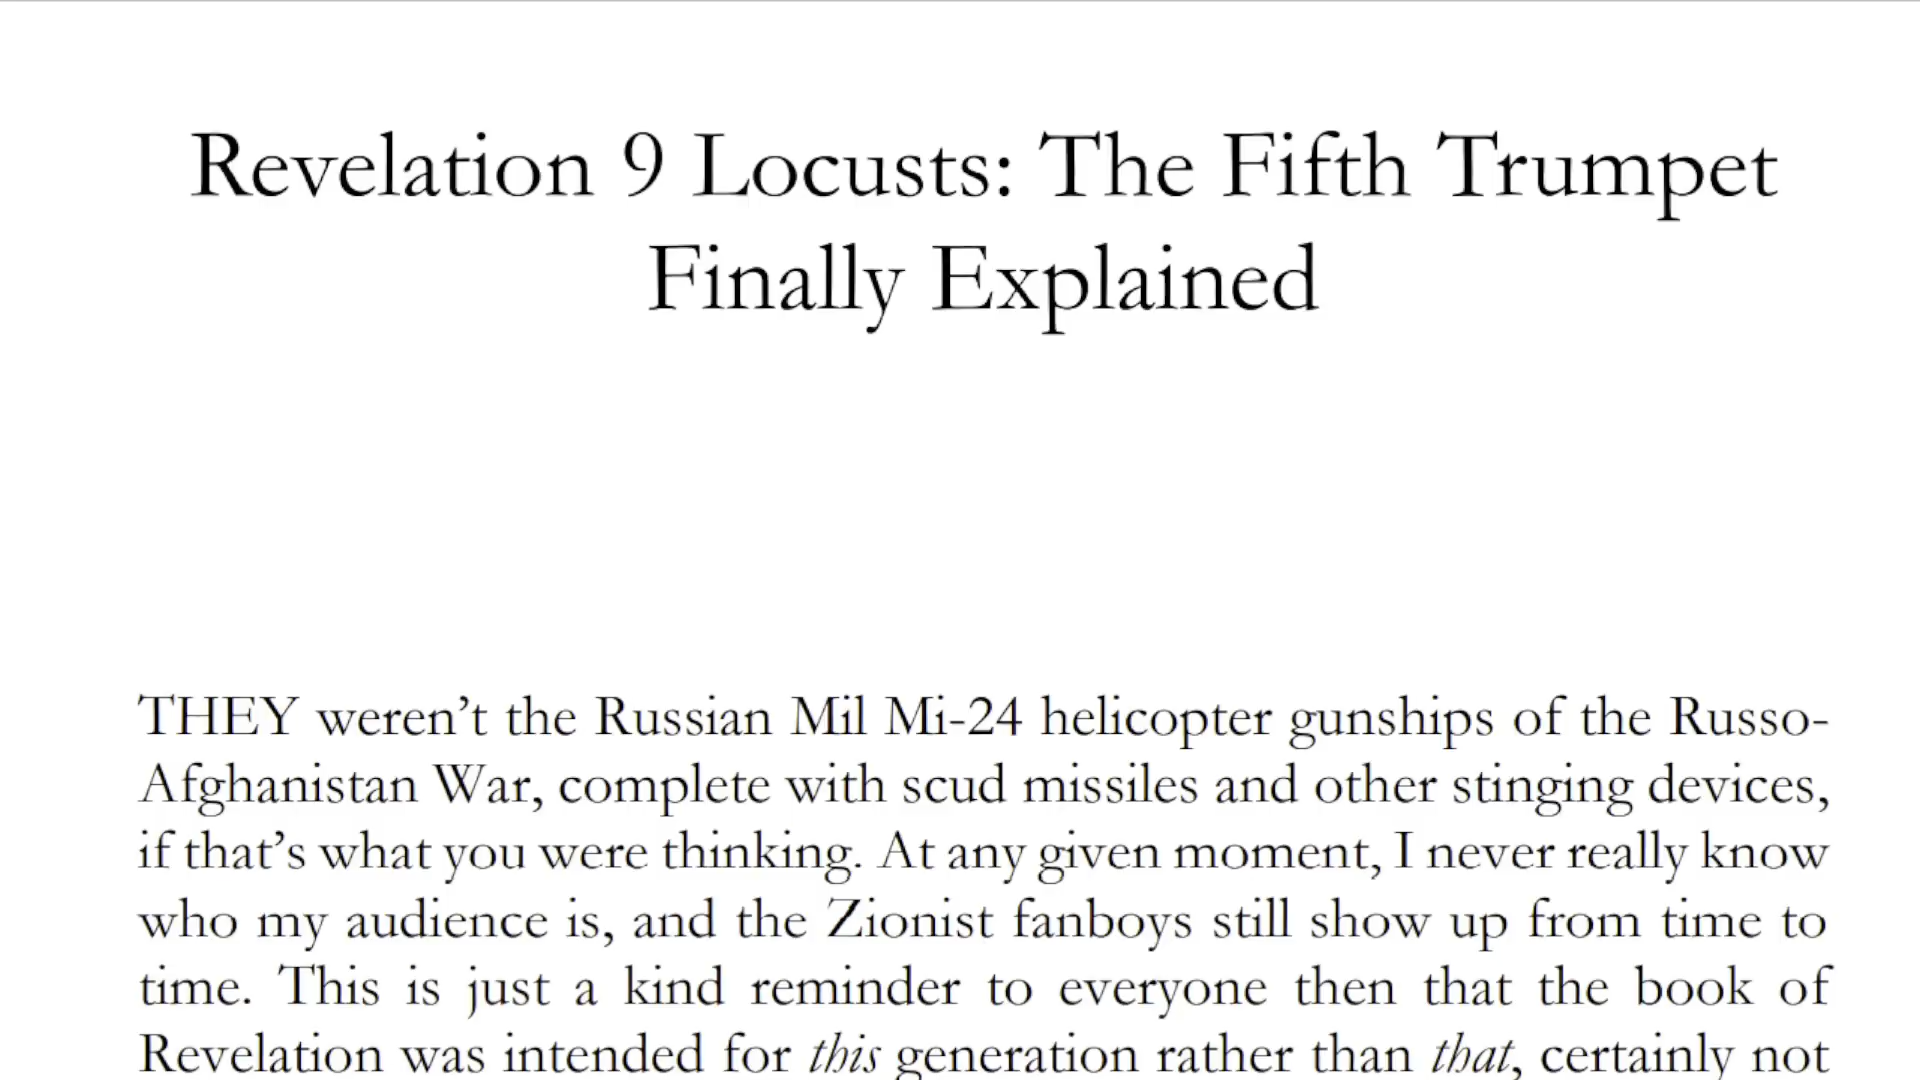 Revelation 9 Locusts: The Fifth Trumpet
Finally Explained
THEY weren’t the Russian Mil Mi-24 helicopter gunships of the Russo-
Afghanistan War, complete with scud missiles and other stinging devices,
if that’s what you were thinking. At any given moment, I never really know
who my audience is, and the Zionist fanboys still show up from time to
time. This is just a kind reminder to everyone then that the book of
Revelation was intended for this generation rather than that, certainly not